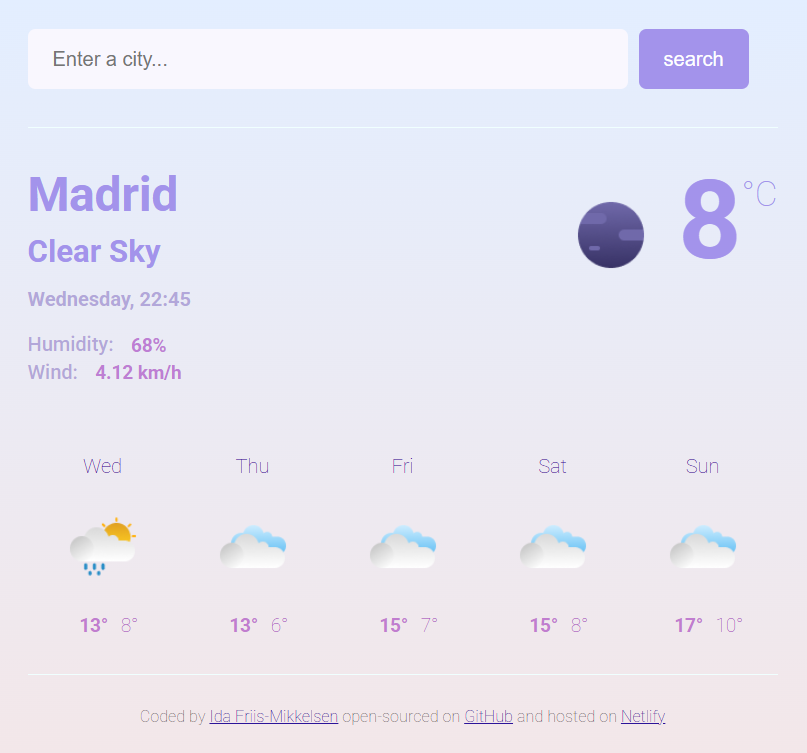 Enter a city... search
Madrid
8 °C
Clear Sky
Wednesday, 22:45
Humidity: 68%
Wind: 4.12 km/h
Wed Thu Fri Sat Sun
13° 8° 13° 6° 15° 7° 15° 8° 17° 10°
Coded by Ida Friis-Mikkelsen open-sourced on GitHub and hosted on Netlify